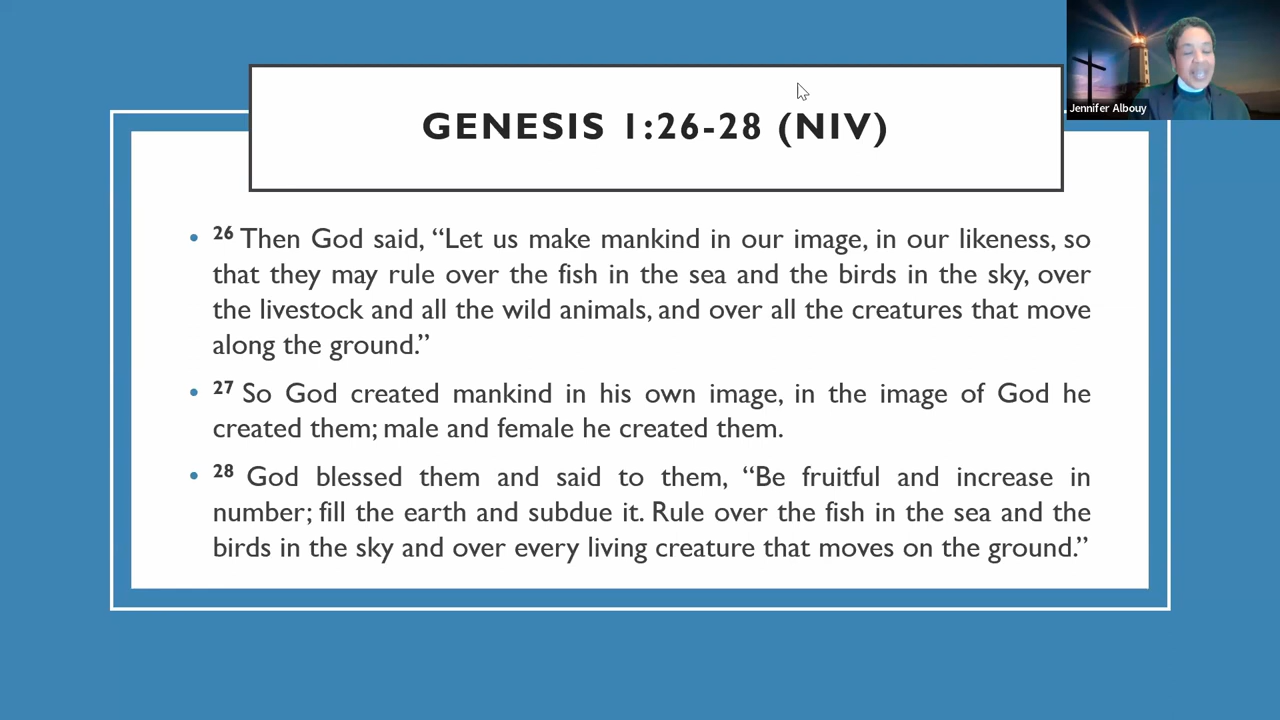 GENESIS 1:26-28 (NIV)
Jennifer Albouy
• 26 Then God said, “Let us make mankind in our image, in our likeness, so
that they may rule over the fish in the sea and the birds in the sky, over
the livestock and all the wild animals, and over all the creatures that move
along the ground.”
• 27 So God created mankind in his own image, in the image of God he
created them; male and female he created them.
• 28 God blessed them and said to them, “Be fruitful and increase in
number; fill the earth and subdue it. Rule over the fish in the sea and the
birds in the sky and over every living creature that moves on the ground.”